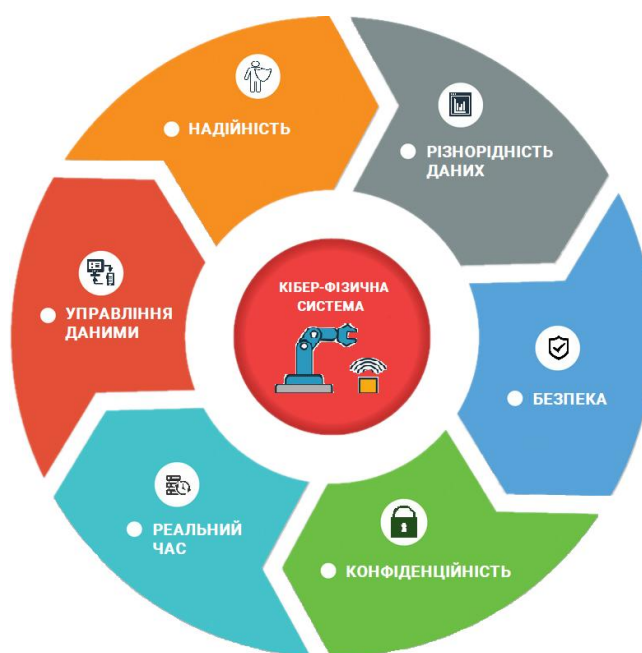 НАДІЙНІСТЬ
РІЗНОРІДНІСТЬ
ДАНИХ
КІБЕР-ФІЗИЧНА
СИСТЕМА
УПРАВЛІННЯ
ДАНИМИ
БЕЗПЕКА
РЕАЛЬНИЙ
ЧАС
КОНФІДЕНЦІЙНІСТЬ